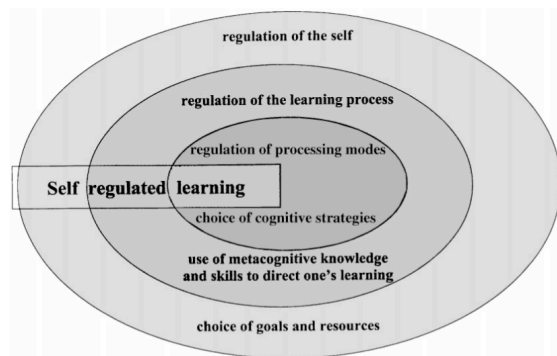 regulation of the self
regulation of the learning process
regulation of processing modes
Self regulated learning
choice of cognitive strategies
use of metacognitive knowledge
and skills to direct one's learning
choice of goals and resources